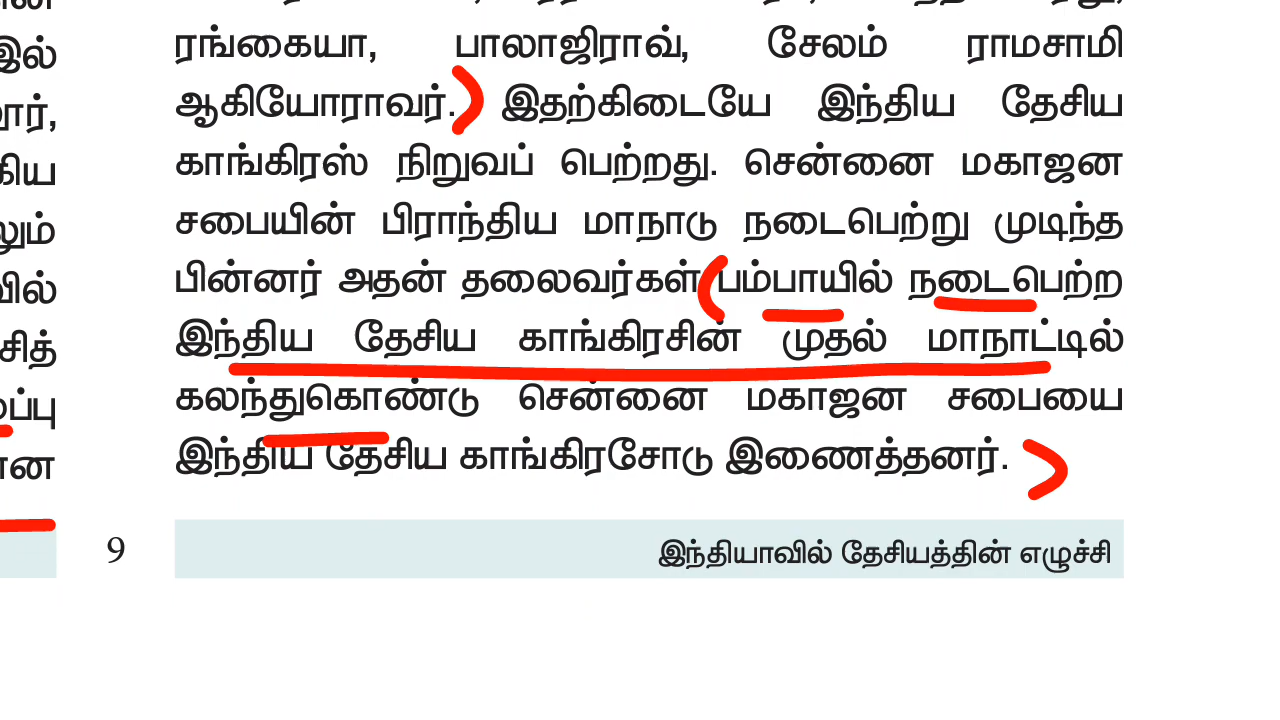 இல்
கிய
லும்
வில்
சித்
ப்பு
ரங்கையா, பாலாஜிராவ், சேலம் ராமசாமி
ஆகியோராவர். இதற்கிடையே இந்திய தேசிய
காங்கிரஸ் நிறுவப் பெற்றது. சென்னை மகாஜன
சபையின் பிராந்திய மாநாடு நடைபெற்று முடிந்த
பின்னர் அதன் தலைவர்கள் பம்பாயில் நடைபெற்ற
இந்திய தேசிய காங்கிரசின் முதல் மாநாட்டில்
கலந்துகொண்டு சென்னை மகாஜன சபையை
இந்திய தேசிய காங்கிரசோடு இணைத்தனர்.
9
இந்தியாவில் தேசியத்தின் எழுச்சி